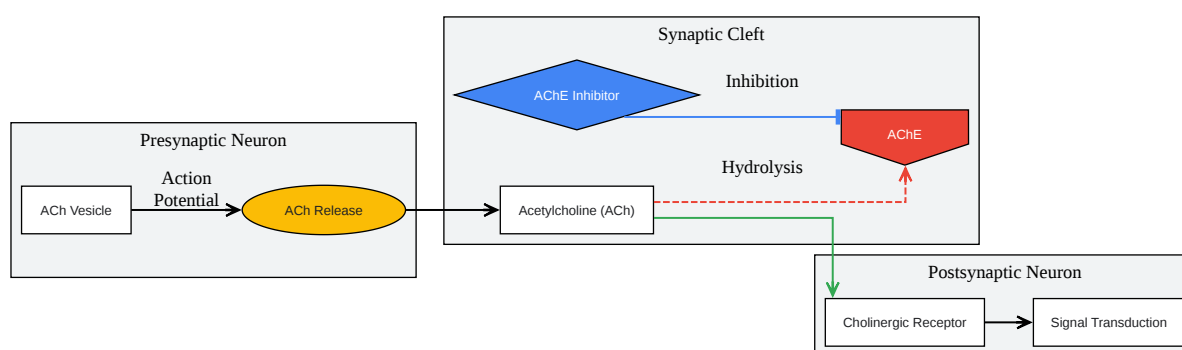 Synaptic Cleft
AChE Inhibitor
Inhibition
AChE
Presynaptic Neuron
ACh Vesicle
Action
Potential
ACh Release
Hydrolysis
Acetylcholine (ACh)
Postsynaptic Neuron
Cholinergic Receptor
Signal Transduction